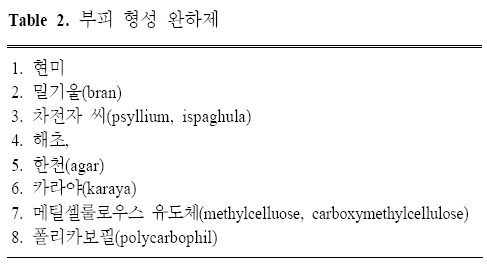 Table 2. 부피 형성 완하제
1. 현미
2. 밀기울(bran)
3. 차전자 씨(psyllium, ispaghula)
4. 해초,
5. 한천(agar)
6. 카라야(karaya)
7. 메틸셀룰로우스 유도체(methylcelluose, carboxymethylcellulose)
8. 폴리카보필(polycarbophil)